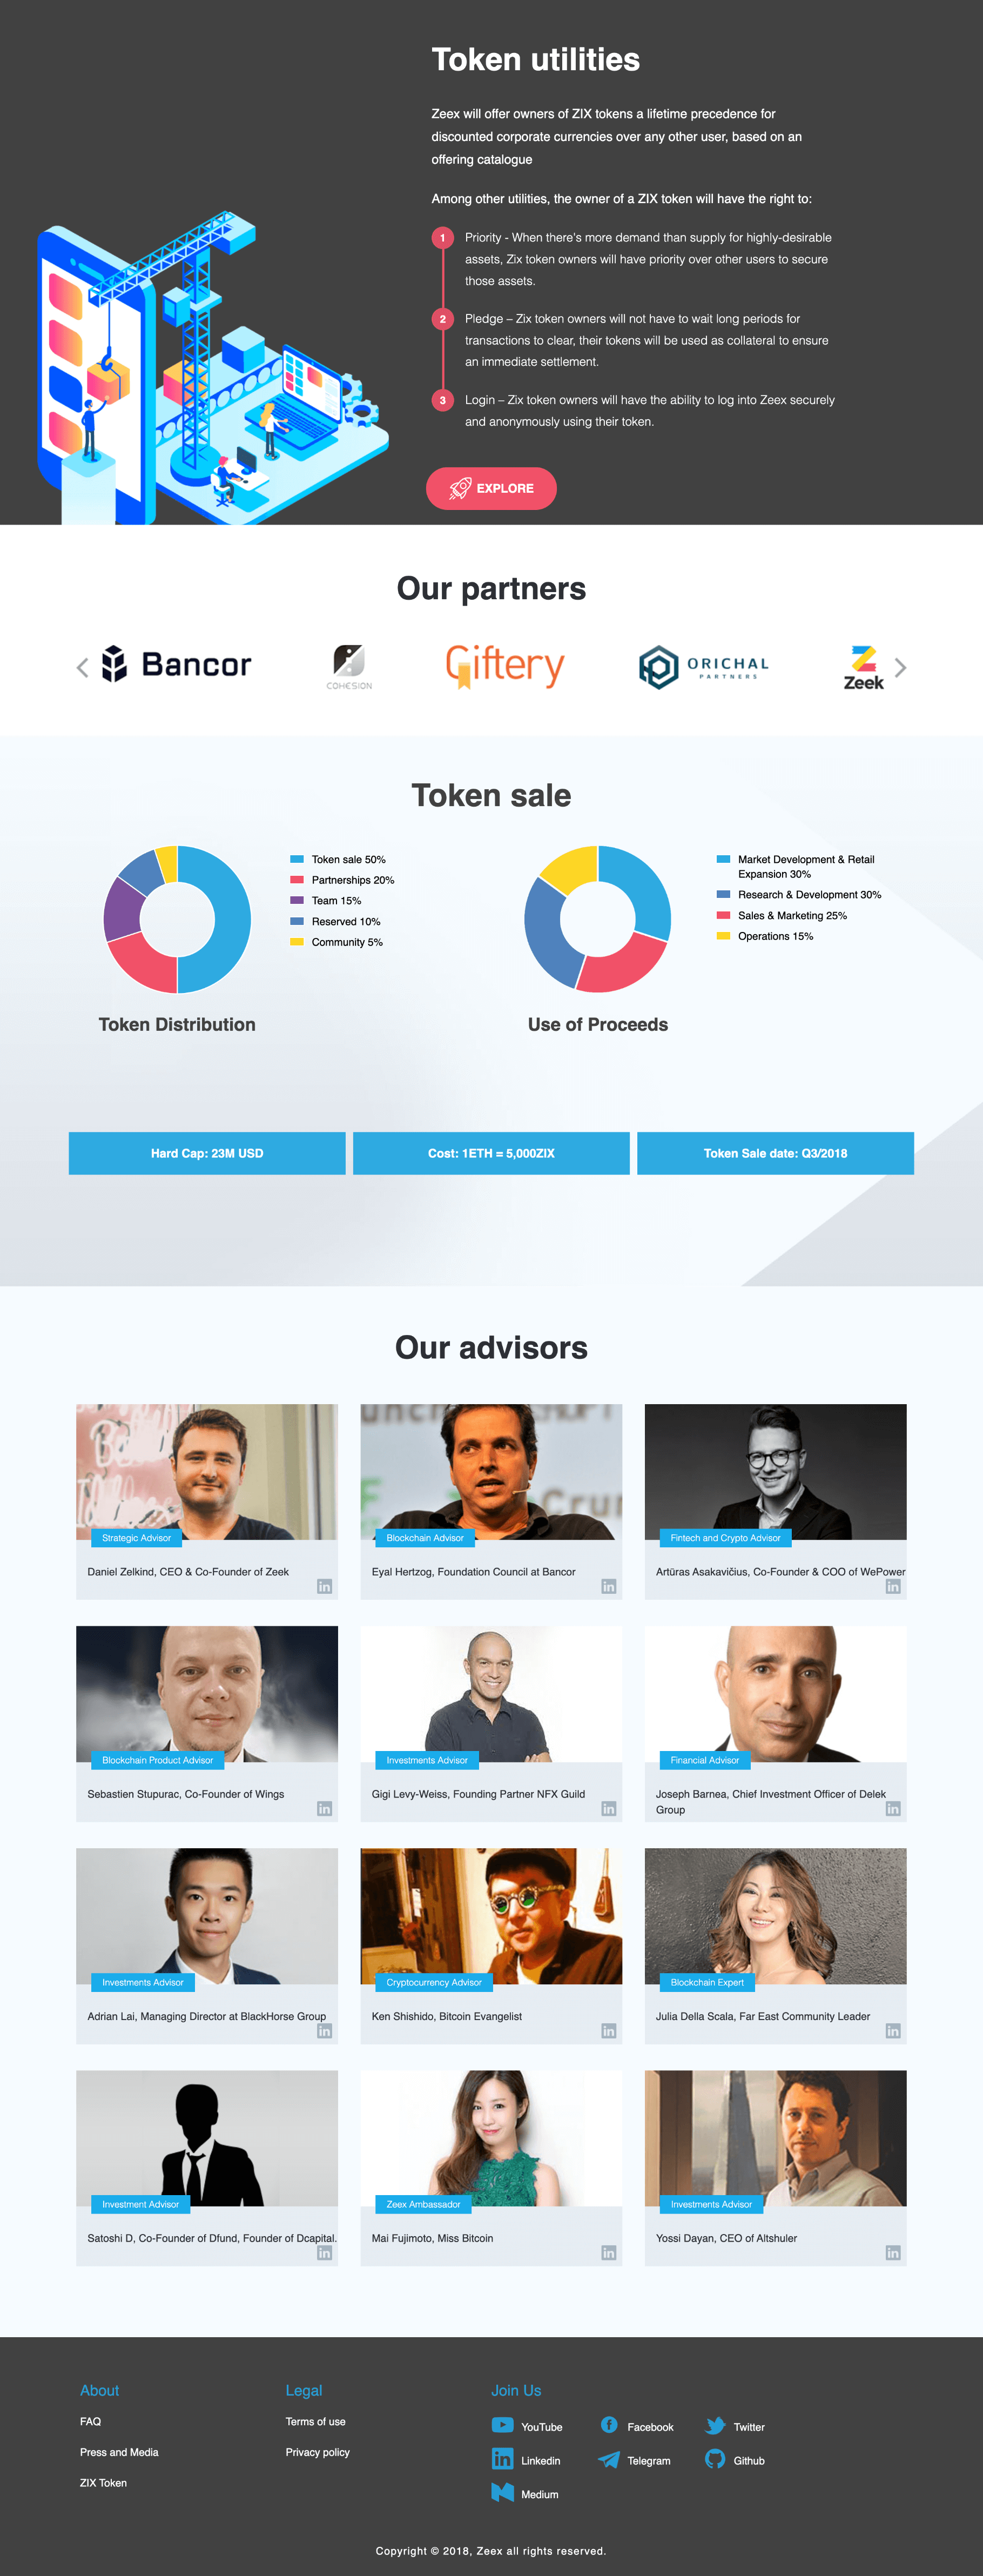 Token utilities
Zeex will offer owners of ZIX tokens a lifetime precedence for
discounted corporate currencies over any other user, based on an
offering catalogue
Among other utilities, the owner of a ZIX token will have the right to:
1
Priority - When there's more demand than supply for highly-desirable
assets, Zix token owners will have priority over other users to secure
those assets.
2
Pledge – Zix token owners will not have to wait long periods for
transactions to clear, their tokens will be used as collateral to ensure
an immediate settlement.
3
Login – Zix token owners will have the ability to log into Zeex securely
and anonymously using their token.
EXPLORE
Our partners
Bancor
COHESION
Giftery
ORICHAL
PARTNERS
Zeek
Token sale
Token sale 50%
Partnerships 20%
Team 15%
Reserved 10%
Community 5%
Token Distribution
Market Development & Retail
Expansion 30%
Research & Development 30%
Sales & Marketing 25%
Operations 15%
Use of Proceeds
Hard Cap: 23M USD
Cost: 1ETH = 5,000ZIX
Token Sale date: Q3/2018
Our advisors
Strategic Advisor
Daniel Zelkind, CEO & Co-Founder of Zeek
Blockchain Advisor
Eyal Hertzog, Foundation Council at Bancor
Fintech and Crypto Advisor
Artūras Asakavičius, Co-Founder & COO of WePower
Blockchain Product Advisor
Sebastien Stupurac, Co-Founder of Wings
Investments Advisor
Gigi Levy-Weiss, Founding Partner NFX Guild
Financial Advisor
Joseph Barnea, Chief Investment Officer of Delek
Group
Investments Advisor
Adrian Lai, Managing Director at BlackHorse Group
Cryptocurrency Advisor
Ken Shishido, Bitcoin Evangelist
Blockchain Expert
Julia Della Scala, Far East Community Leader
Investment Advisor
Satoshi D, Co-Founder of Dfund, Founder of Dcapital.
Zeex Ambassador
Mai Fujimoto, Miss Bitcoin
Investments Advisor
Yossi Dayan, CEO of Altshuler
About
FAQ
Press and Media
ZIX Token
Legal
Terms of use
Privacy policy
Join Us
YouTube
Facebook
Twitter
Linkedin
Telegram
Github
Medium
Copyright © 2018, Zeex all rights reserved.